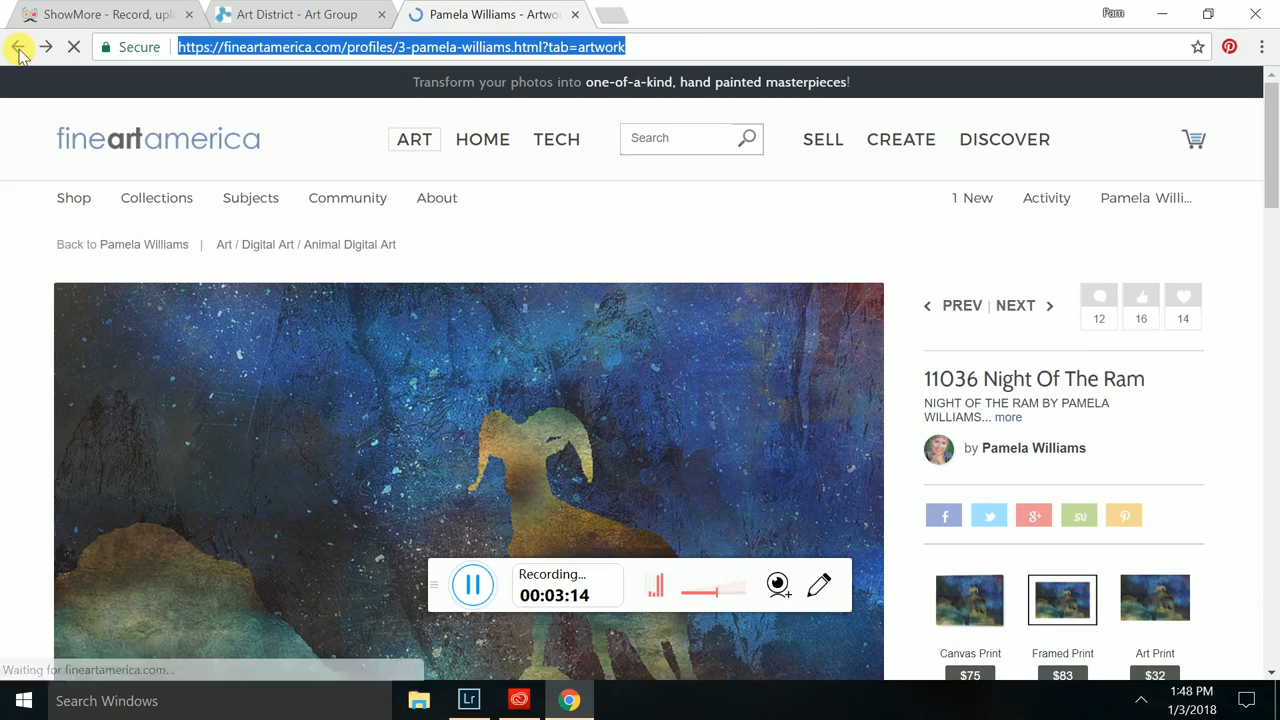 ShowMore - Record, upl
Art District - Art Group
Pamela Williams - Artwo
Pam
Secure
https://fineartamerica.com/profiles/3-pamela-williams.html?tab=artwork
Transform your photos into one-of-a-kind, hand painted masterpieces!
fineartamerica
ART
HOME
TECH
Search
SELL
CREATE
DISCOVER
Shop
Collections
Subjects
Community
About
1 New
Activity
Pamela Willi...
Back to Pamela Williams | Art / Digital Art / Animal Digital Art
PREV | NEXT
12
16
14
11036 Night Of The Ram
NIGHT OF THE RAM BY PAMELA
WILLIAMS... more
by Pamela Williams
Recording...
00:03:14
Canvas Print
Framed Print
Art Print
$75
$83
$32
Waiting for fineartamerica.com...
Search Windows
Lr
1:48 PM
1/3/2018